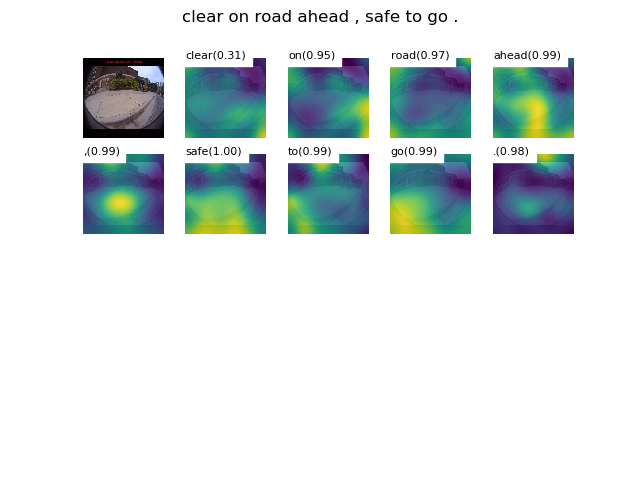 clear on road ahead , safe to go .
clear(0.31) on(0.95) road(0.97) ahead(0.99)
,(0.99) safe(1.00) to(0.99) go(0.99) .(0.98)